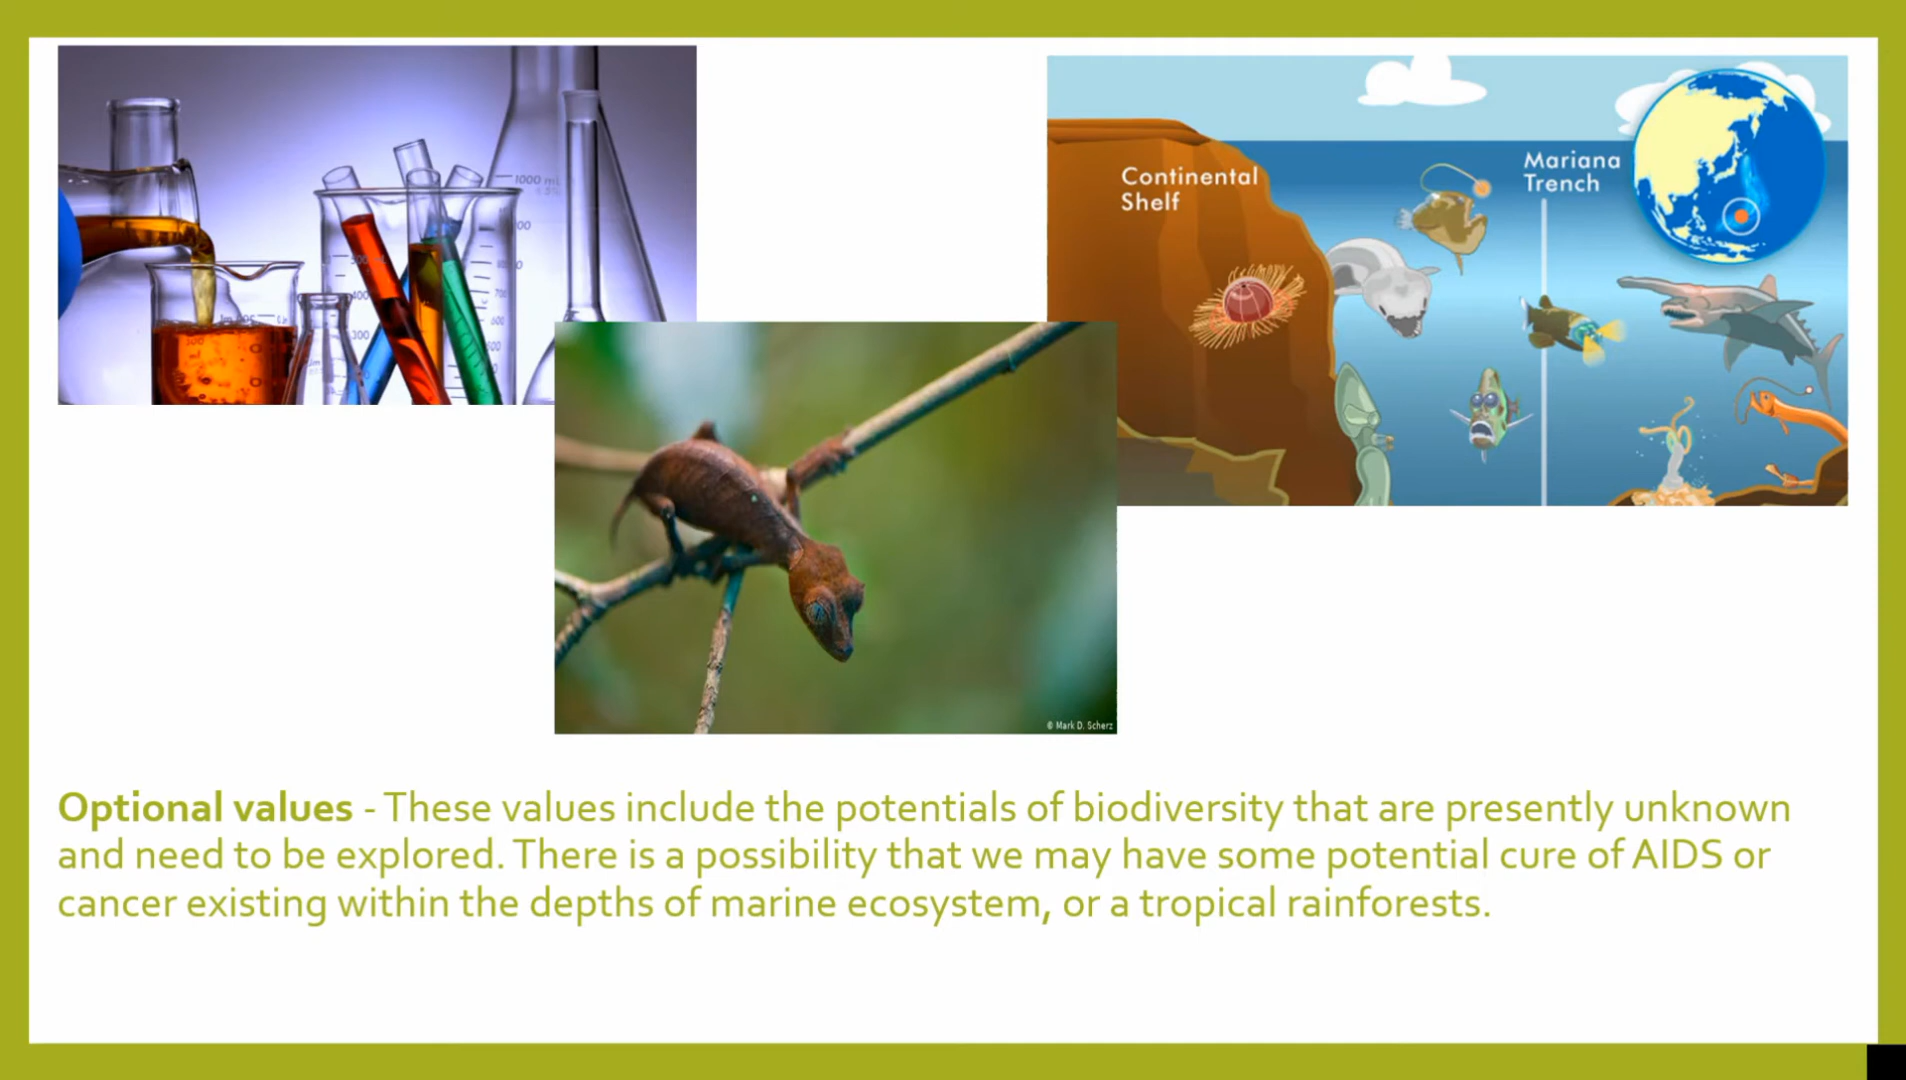 1000 ml
Continental
Shelf
Mariana
Trench
© Mark D. Scherz
Optional values - These values include the potentials of biodiversity that are presently unknown
and need to be explored. There is a possibility that we may have some potential cure of AIDS or
cancer existing within the depths of marine ecosystem, or a tropical rainforests.